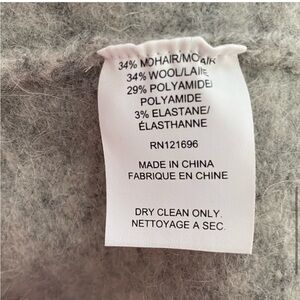 34% MOHAIR/MOAIR
34% WOOL/LAINE
29% POLYAMIDE/
POLYAMIDE
3% ELASTANE/
ÉLASTHANNE
RN121696
MADE IN CHINA
FABRIQUE EN CHINE
DRY CLEAN ONLY.
NETTOYAGE A SEC.